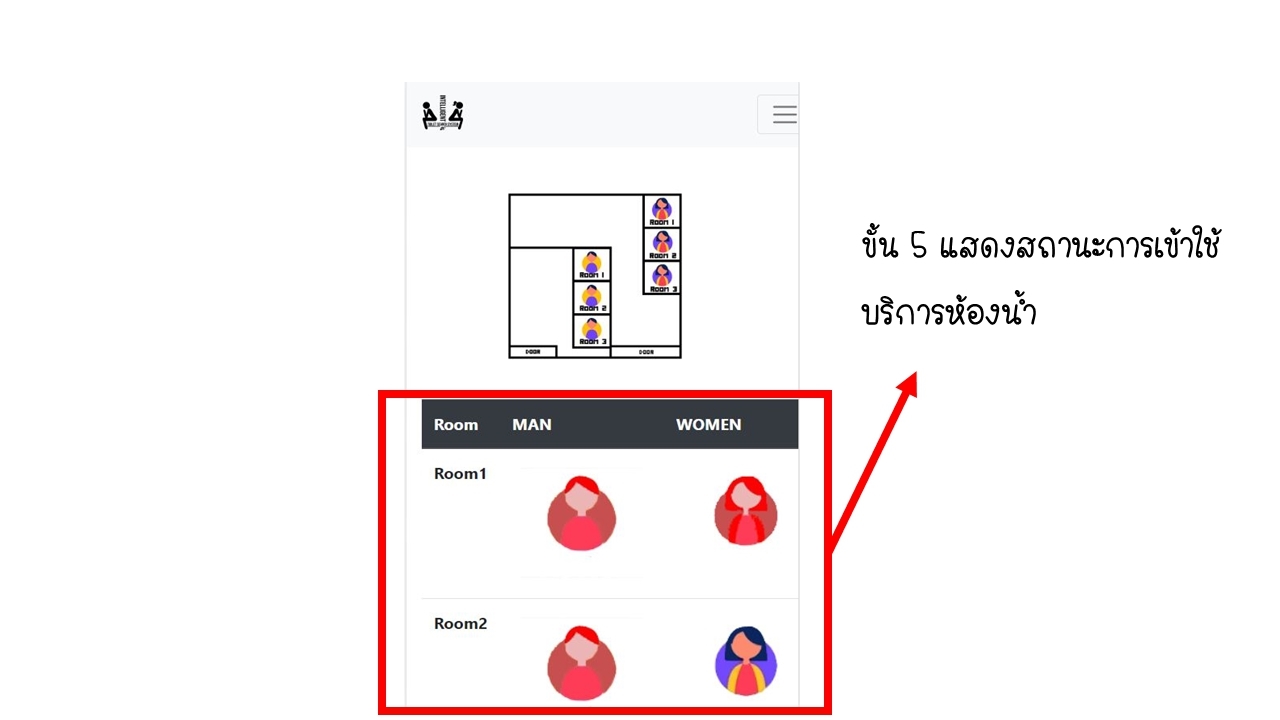 INTELLIGENT
Room 1
Room 2
Room 3
Room 1
Room 2
Room 3
DOOR DOOR
ขั้น 5 แสดงสถานะการเข้าใช้
บริการห้องน้ำ
Room MAN WOMEN
Room1
Room2